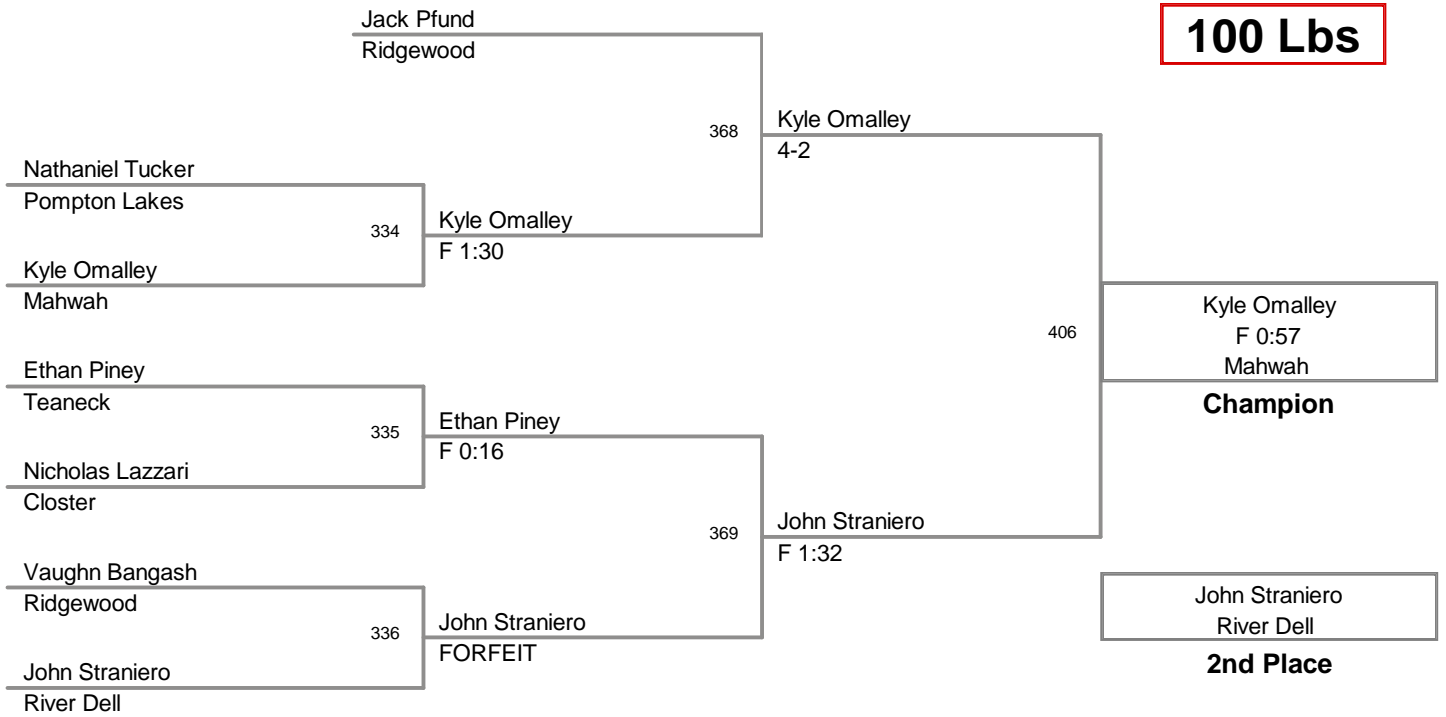 Jack Pfund
Ridgewood
100 Lbs
368
Kyle Omalley
4-2
Nathaniel Tucker
Pompton Lakes
334
Kyle Omalley
F 1:30
Kyle Omalley
Mahwah
406
Kyle Omalley
F 0:57
Mahwah
Champion
Ethan Piney
Teaneck
335
Ethan Piney
F 0:16
Nicholas Lazzari
Closter
369
John Straniero
F 1:32
Vaughn Bangash
Ridgewood
336
John Straniero
FORFEIT
John Straniero
River Dell
John Straniero
River Dell
2nd Place